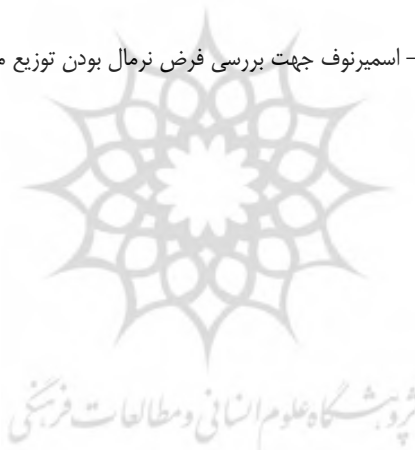 - اسمیرنوف جهت بررسی فرض نرمال بودن توزیع
پژوهشگاه علوم انسانی و مطالعات فرهنگی